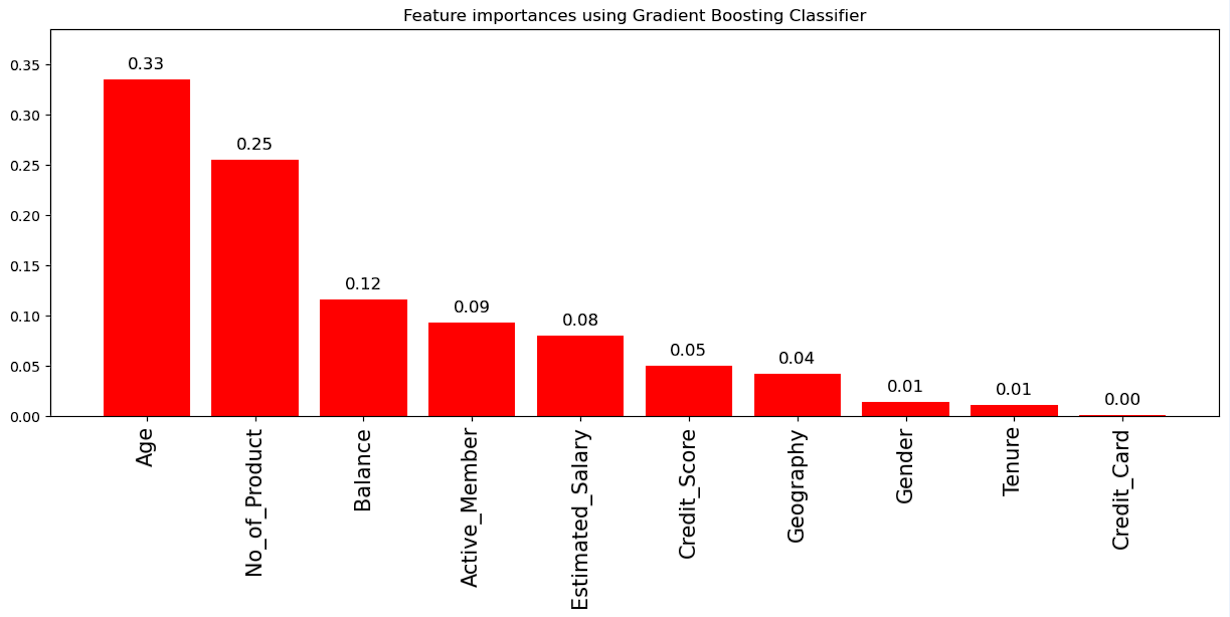 Feature importances using Gradient Boosting Classifier
0.35
0.30
0.25
0.20
0.15
0.10
0.05
0.00
0.33
0.25
0.12
0.09
0.08
0.05
0.04
0.01
0.01
0.00
Age
No_of_Product
Balance
Active_Member
Estimated_Salary
Credit_Score
Geography
Gender
Tenure
Credit_Card